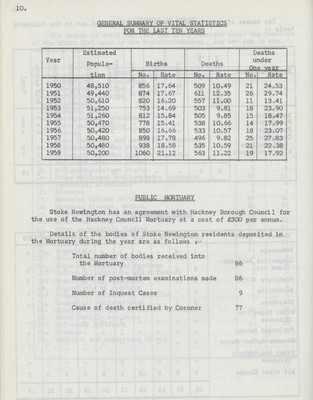 10.
GENERAL SUMMARY OF VITAL STATISTICS
FOR THE LAST TEN YEARS
Year Estimated Population Births Deaths Deaths under One year
No. Rate No. Rate No. Rate
1950 48,510 856 17.64 509 10.49 21 24.53
1951 49,440 874 17.67 611 12.35 26 29.74
1952 50,610 820 16.20 557 11.00 11 13.41
1953 51,250 753 14.69 503 9.81 18 23.90
1954 51,260 812 15.84 505 9.85 15 18.47
1955 50,470 778 15.41 538 10.66 14 17.99
1956 50,420 850 16.66 533 10.57 18 23.07
1957 50,480 898 17.78 496 9.82 25 27.83
1958 50,480 938 18.58 535 10.59 21 22.38
1959 50,200 1060 21.12 563 11.22 19 17.92
PUBLIC MORTUARY
Stoke Newington has an agreement with Hackney Borough Council for
the use of the Hackney Council Mortuary at a cost of £300 per annum.
Details of the bodies of Stoke Newington residents deposited in
the Mortuary during the year are as follows :-
Total number of bodies received into
the Mortuary 86
Number of post-mortem examinations made 86
Number of Inquest Cases 9
Cause of death certified by Coroner 77